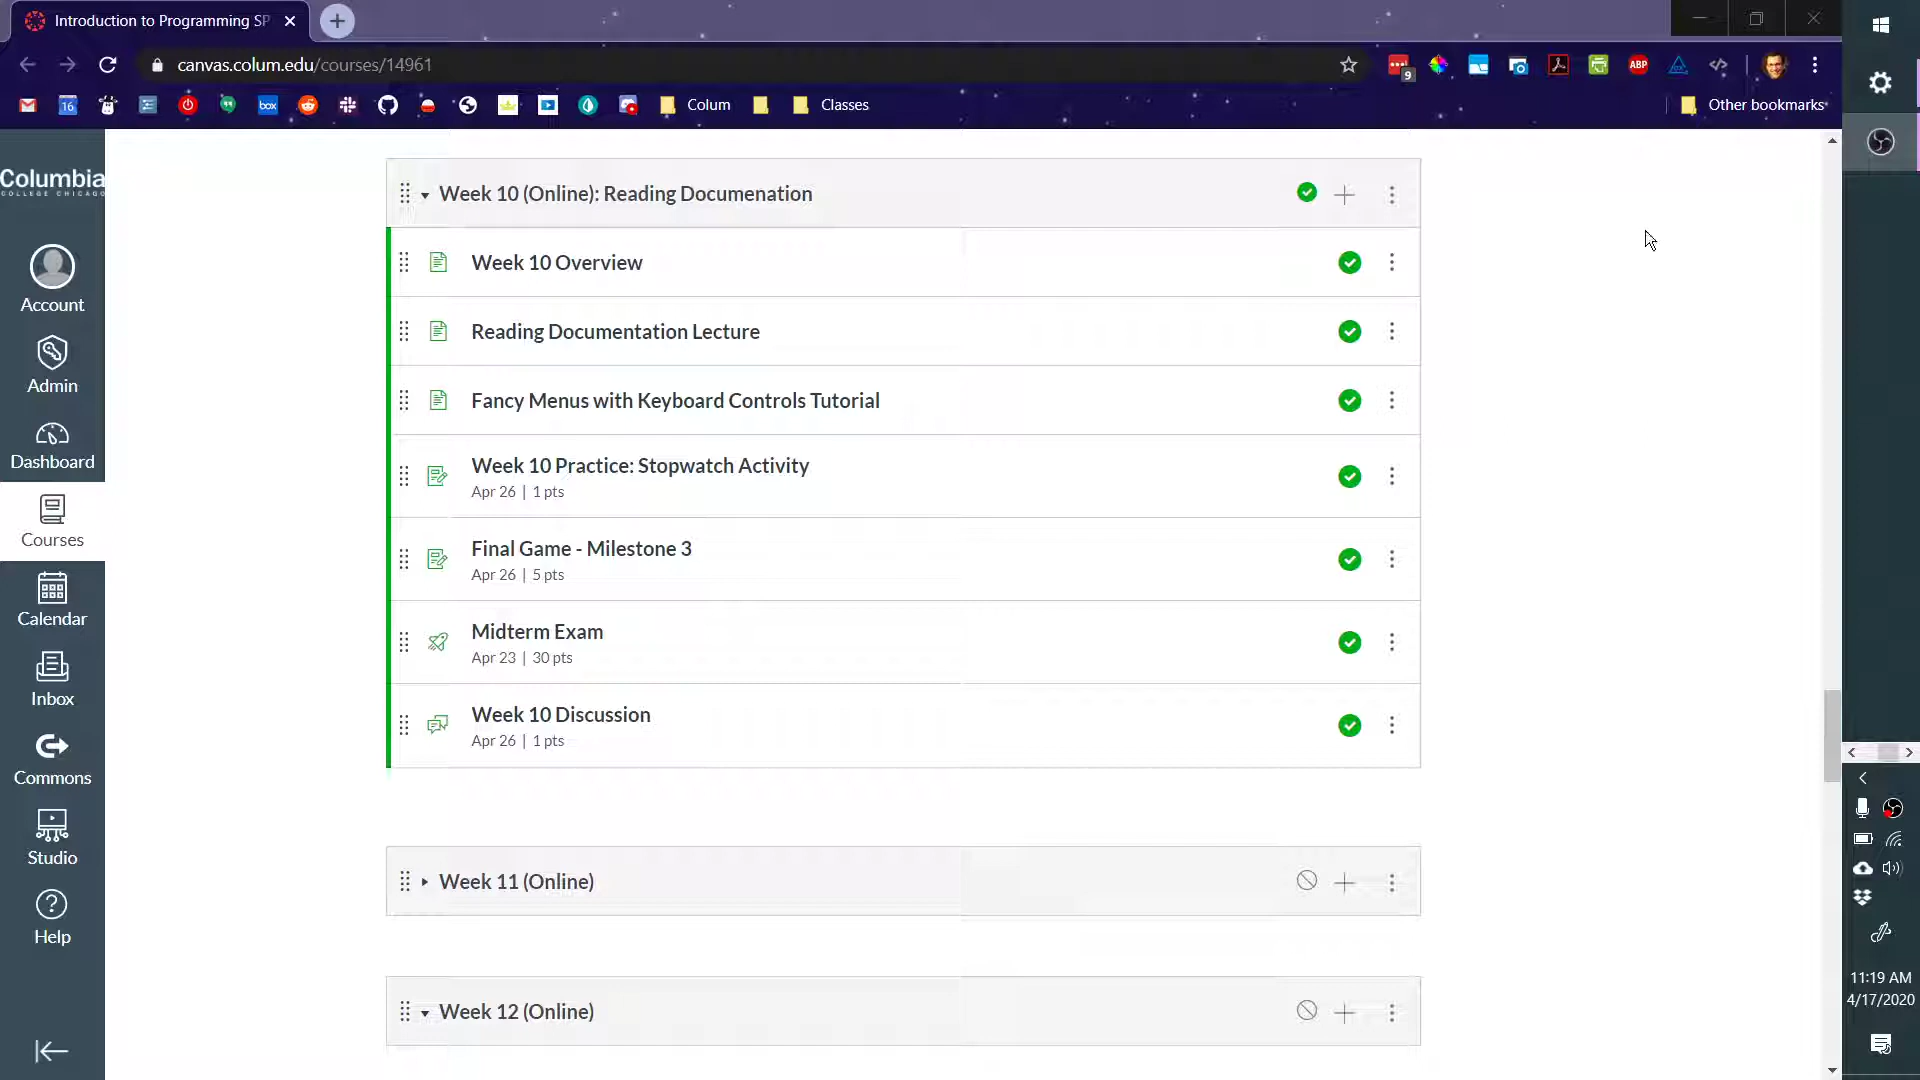 Introduction to Programming SP
canvas.colum.edu/courses/14961
9
ABP
16
box
Colum
Classes
Other bookmarks
Columbia
COLLEGE CHICAGO
Account
Admin
Dashboard
Courses
Calendar
Inbox
Commons
Studio
Help
Week 10 (Online): Reading Documenation
Week 10 Overview
Reading Documentation Lecture
Fancy Menus with Keyboard Controls Tutorial
Week 10 Practice: Stopwatch Activity
Apr 26 | 1 pts
Final Game - Milestone 3
Apr 26 | 5 pts
Midterm Exam
Apr 23 | 30 pts
Week 10 Discussion
Apr 26 | 1 pts
Week 11 (Online)
Week 12 (Online)
11:19 AM
4/17/2020